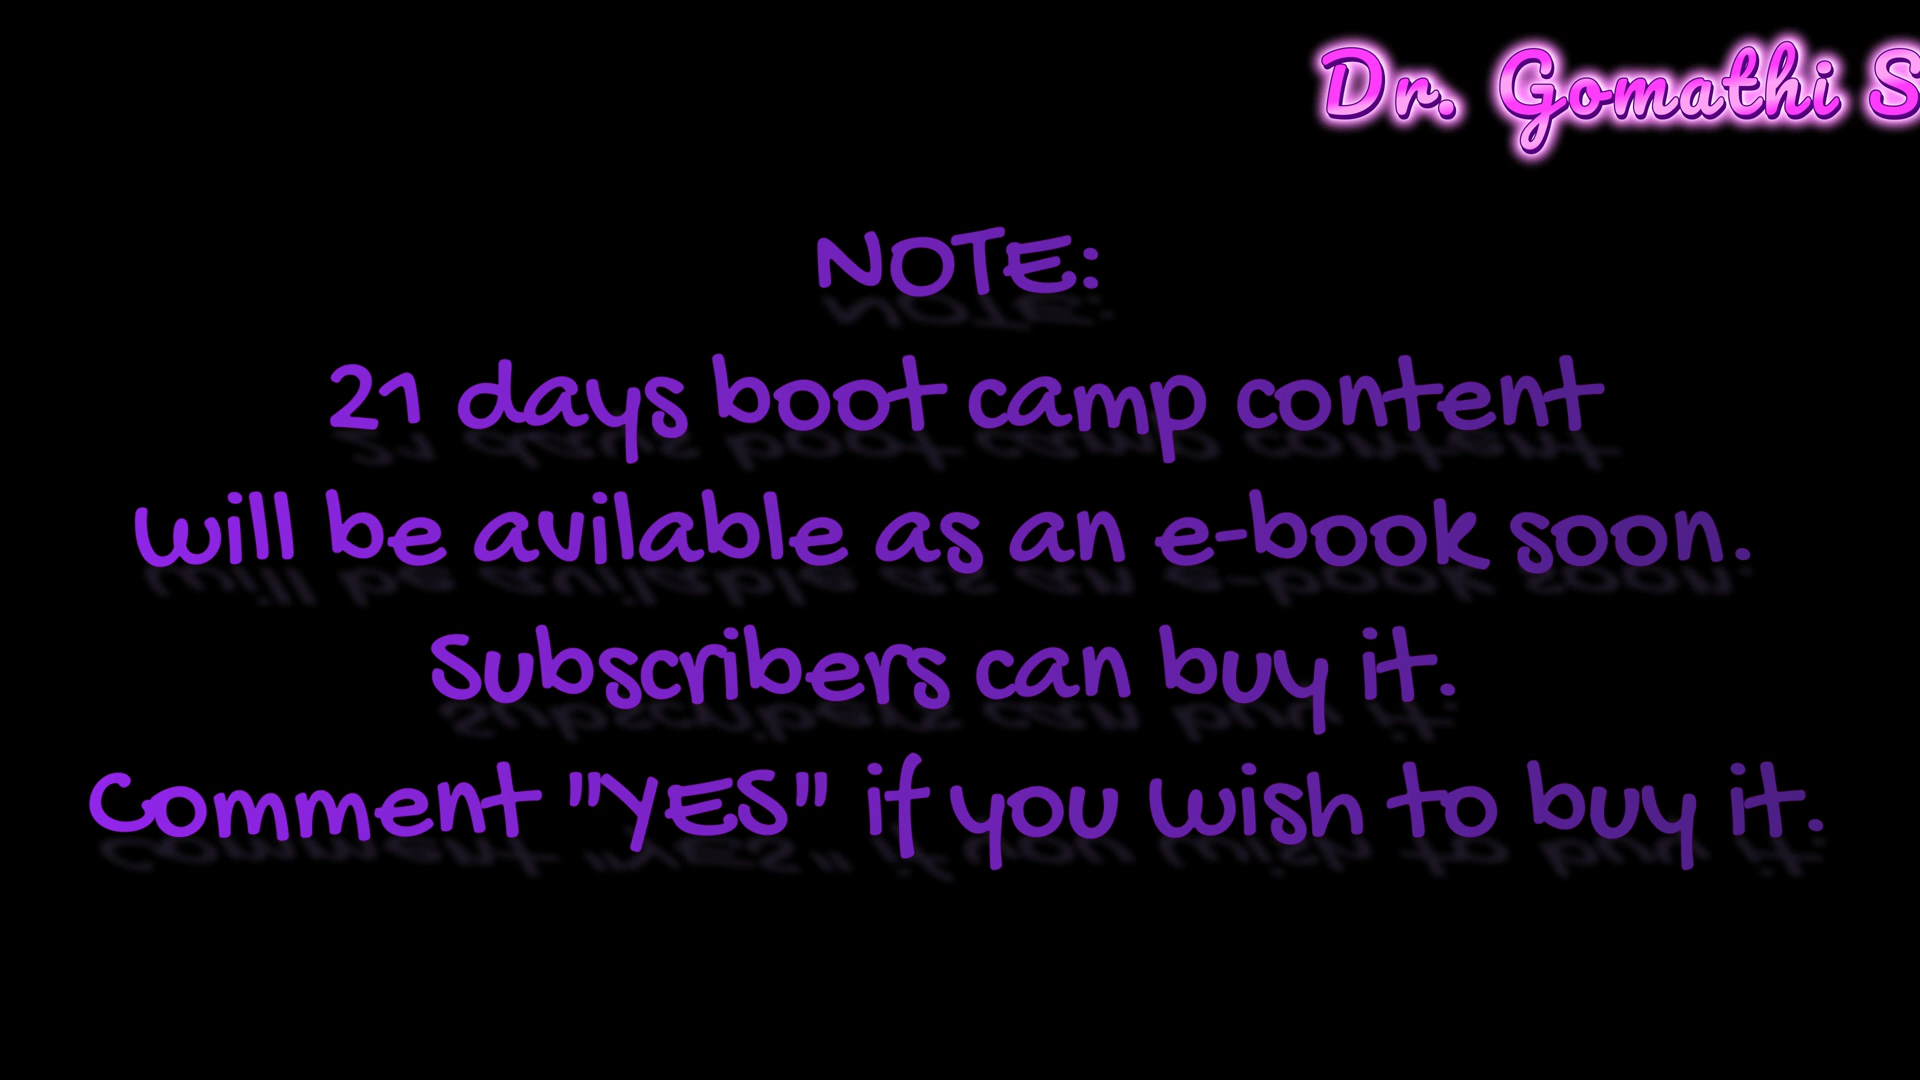 Dr. Gomathi S
NOTE:
21 days boot camp content
will be avilable as an e-book soon.
Subscribers can buy it.
Comment "YES" if you wish to buy it.